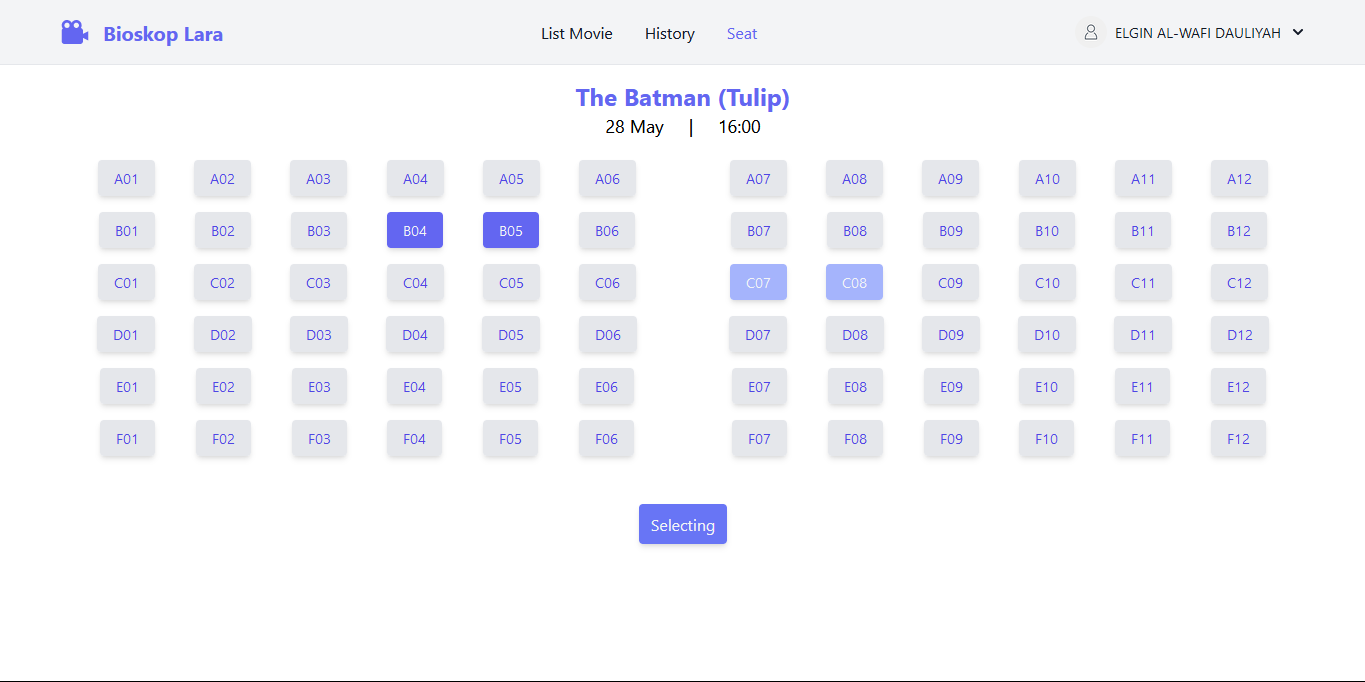 Bioskop Lara List Movie History Seat ELGIN AL-WAFI DAULIYAH
The Batman (Tulip)
28 May | 16:00
A01 A02 A03 A04 A05 A06 A07 A08 A09 A10 A11 A12
B01 B02 B03 B04 B05 B06 B07 B08 B09 B10 B11 B12
C01 C02 C03 C04 C05 C06 C07 C08 C09 C10 C11 C12
D01 D02 D03 D04 D05 D06 D07 D08 D09 D10 D11 D12
E01 E02 E03 E04 E05 E06 E07 E08 E09 E10 E11 E12
F01 F02 F03 F04 F05 F06 F07 F08 F09 F10 F11 F12
Selecting